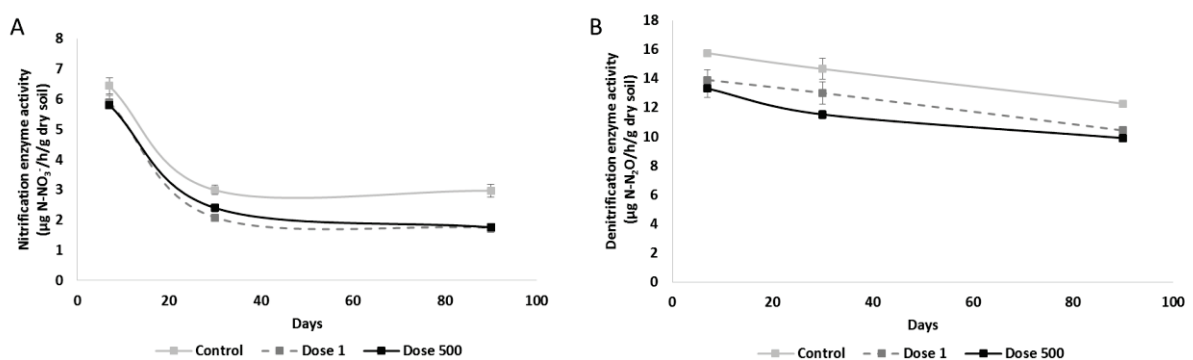 A
Nitrification enzyme activity
(µg N-NO₃⁻/h/g dry soil)
8
7
6
5
4
3
2
1
0
0 20 40 60 80 100
Days
Control Dose 1 Dose 500
B
Denitrification enzyme activity
(µg N-N₂O/h/g dry soil)
18
16
14
12
10
8
6
4
2
0
0 20 40 60 80 100
Days
Control Dose 1 Dose 500